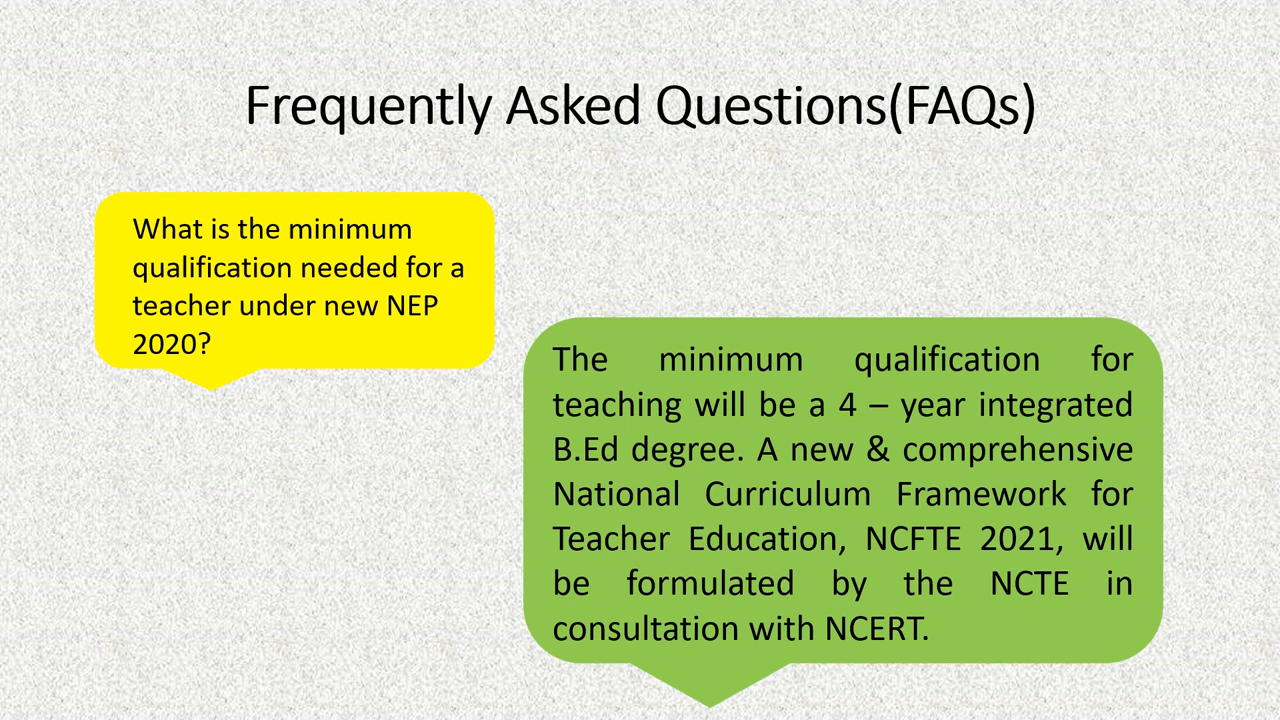 Frequently Asked Questions(FAQs)
What is the minimum
qualification needed for a
teacher under new NEP
2020?
The minimum qualification for
teaching will be a 4 – year integrated
B.Ed degree. A new & comprehensive
National Curriculum Framework for
Teacher Education, NCFTE 2021, will
be formulated by the NCTE in
consultation with NCERT.